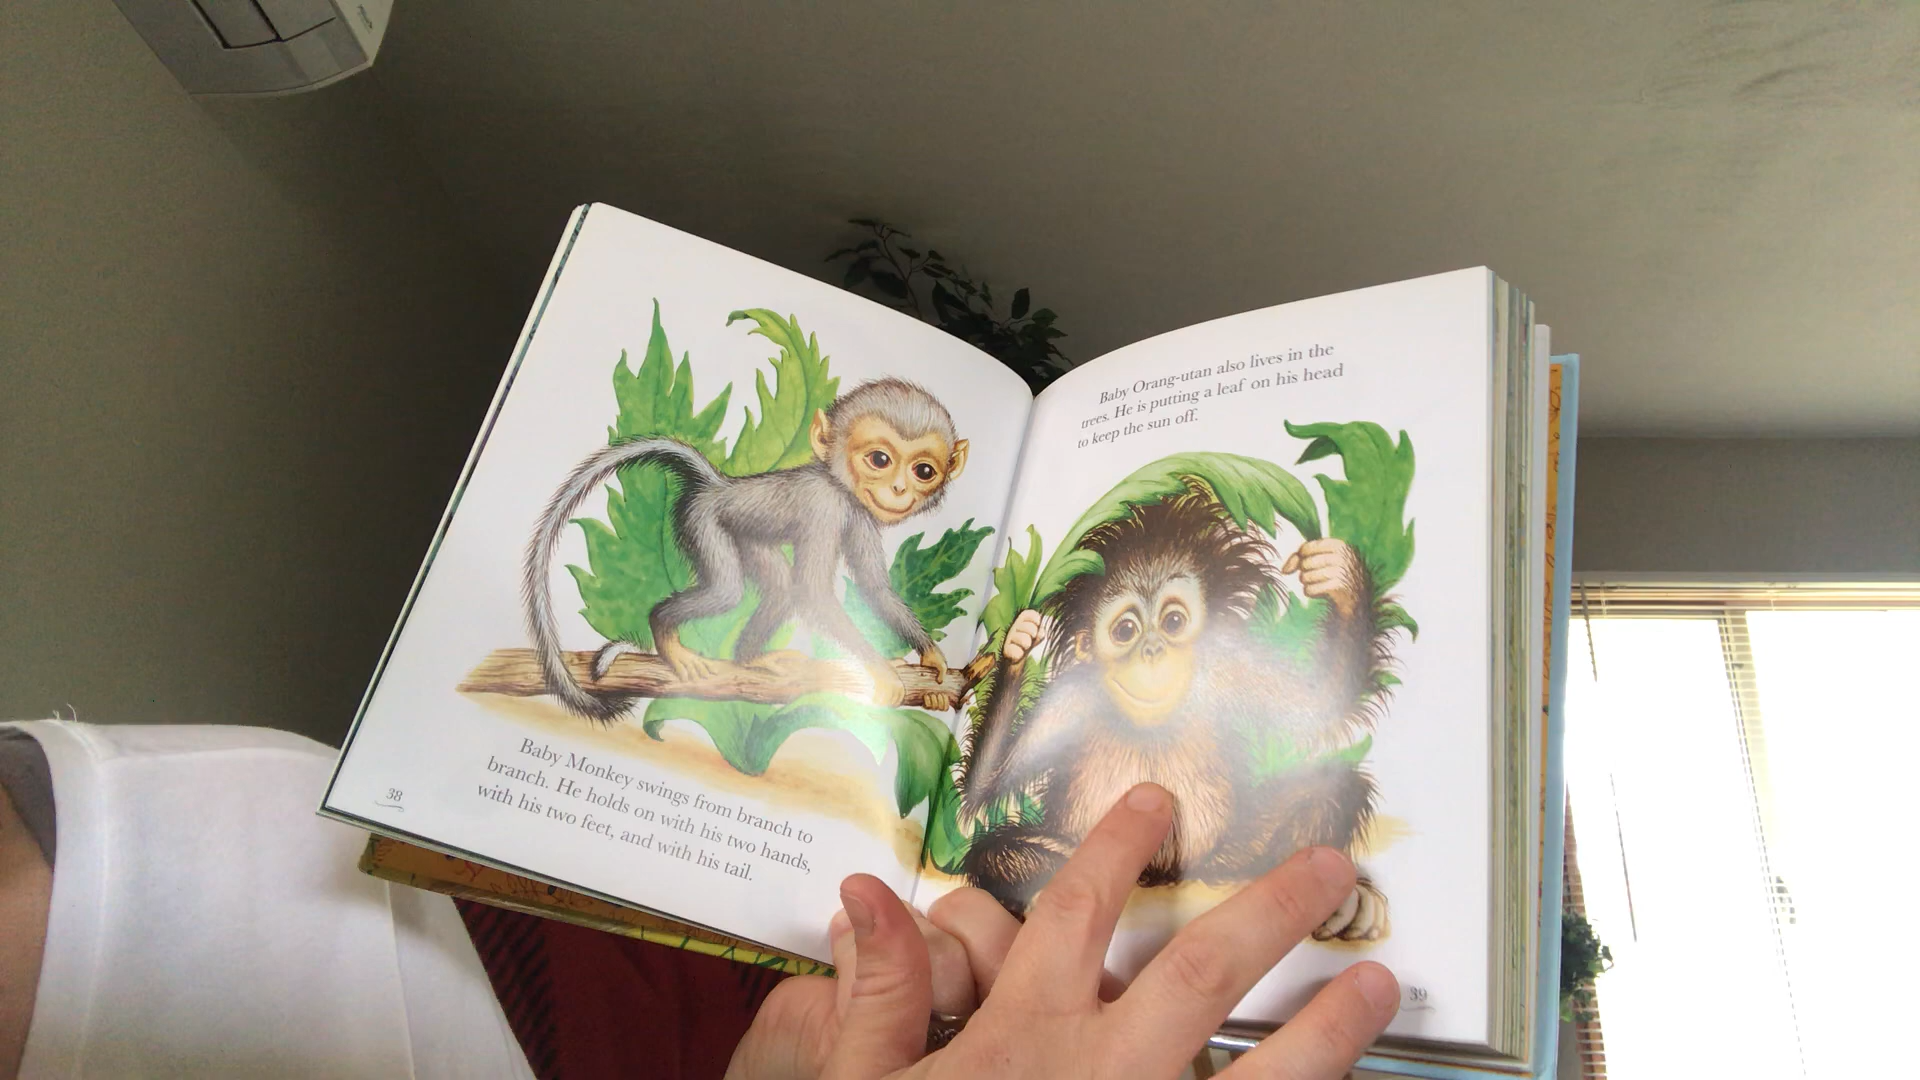 Baby Monkey swings from branch to
branch. He holds on with his two hands,
with his two feet, and with his tail.
38
Baby Orang-utan also lives in the
trees. He is putting a leaf on his head
to keep the sun off.
39